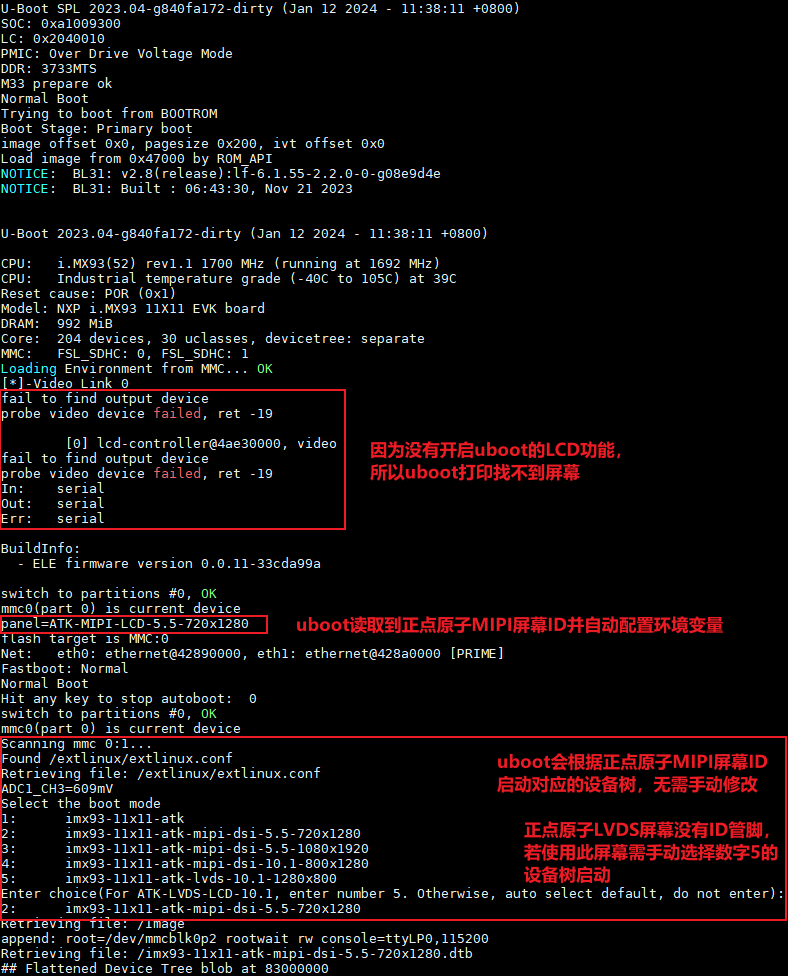 U-Boot SPL 2023.04-g840fa172-dirty (Jan 12 2024 - 11:38:11 +0800)
SOC: 0xa1009300
LC: 0x2040010
PMIC: Over Drive Voltage Mode
DDR: 3733MTS
M33 prepare ok
Normal Boot
Trying to boot from BOOTROM
Boot Stage: Primary boot
image offset 0x0, pagesize 0x200, ivt offset 0x0
Load image from 0x47000 by ROM_API
NOTICE:  BL31: v2.8(release):lf-6.1.55-2.2.0-0-g08e9d4e
NOTICE:  BL31: Built : 06:43:30, Nov 21 2023
U-Boot 2023.04-g840fa172-dirty (Jan 12 2024 - 11:38:11 +0800)
CPU:   i.MX93(52) rev1.1 1700 MHz (running at 1692 MHz)
CPU:   Industrial temperature grade (-40C to 105C) at 39C
Reset cause: POR (0x1)
Model: NXP i.MX93 11X11 EVK board
DRAM:  992 MiB
Core:  204 devices, 30 uclasses, devicetree: separate
MMC:   FSL_SDHC: 0, FSL_SDHC: 1
Loading Environment from MMC... OK
[*]-Video Link 0
fail to find output device
probe video device failed, ret -19
[0] lcd-controller@4ae30000, video
fail to find output device
probe video device failed, ret -19
In:    serial
Out:   serial
Err:   serial
因为没有开启uboot的LCD功能，
所以uboot打印找不到屏幕
BuildInfo:
  - ELE firmware version 0.0.11-33cda99a
switch to partitions #0, OK
mmc0(part 0) is current device
panel=ATK-MIPI-LCD-5.5-720x1280
uboot读取到正点原子MIPI屏幕ID并自动配置环境变量
flash target is MMC:0
Net:   eth0: ethernet@42890000, eth1: ethernet@428a0000 [PRIME]
Fastboot: Normal
Normal Boot
Hit any key to stop autoboot:  0
switch to partitions #0, OK
mmc0(part 0) is current device
Scanning mmc 0:1...
Found /extlinux/extlinux.conf
Retrieving file: /extlinux/extlinux.conf
ADC1_CH3=609mV
Select the boot mode
1:      imx93-11x11-atk
2:      imx93-11x11-atk-mipi-dsi-5.5-720x1280
3:      imx93-11x11-atk-mipi-dsi-5.5-1080x1920
4:      imx93-11x11-atk-mipi-dsi-10.1-800x1280
5:      imx93-11x11-atk-lvds-10.1-1280x800
Enter choice(For ATK-LVDS-LCD-10.1, enter number 5. Otherwise, auto select default, do not enter):
2:      imx93-11x11-atk-mipi-dsi-5.5-720x1280
uboot会根据正点原子MIPI屏幕ID
启动对应的设备树，无需手动修改
正点原子LVDS屏幕没有ID管脚，
若使用此屏幕需手动选择数字5的
设备树启动
Retrieving file: /Image
append: root=/dev/mmcblk0p2 rootwait rw console=ttyLP0,115200
Retrieving file: /imx93-11x11-atk-mipi-dsi-5.5-720x1280.dtb
## Flattened Device Tree blob at 83000000